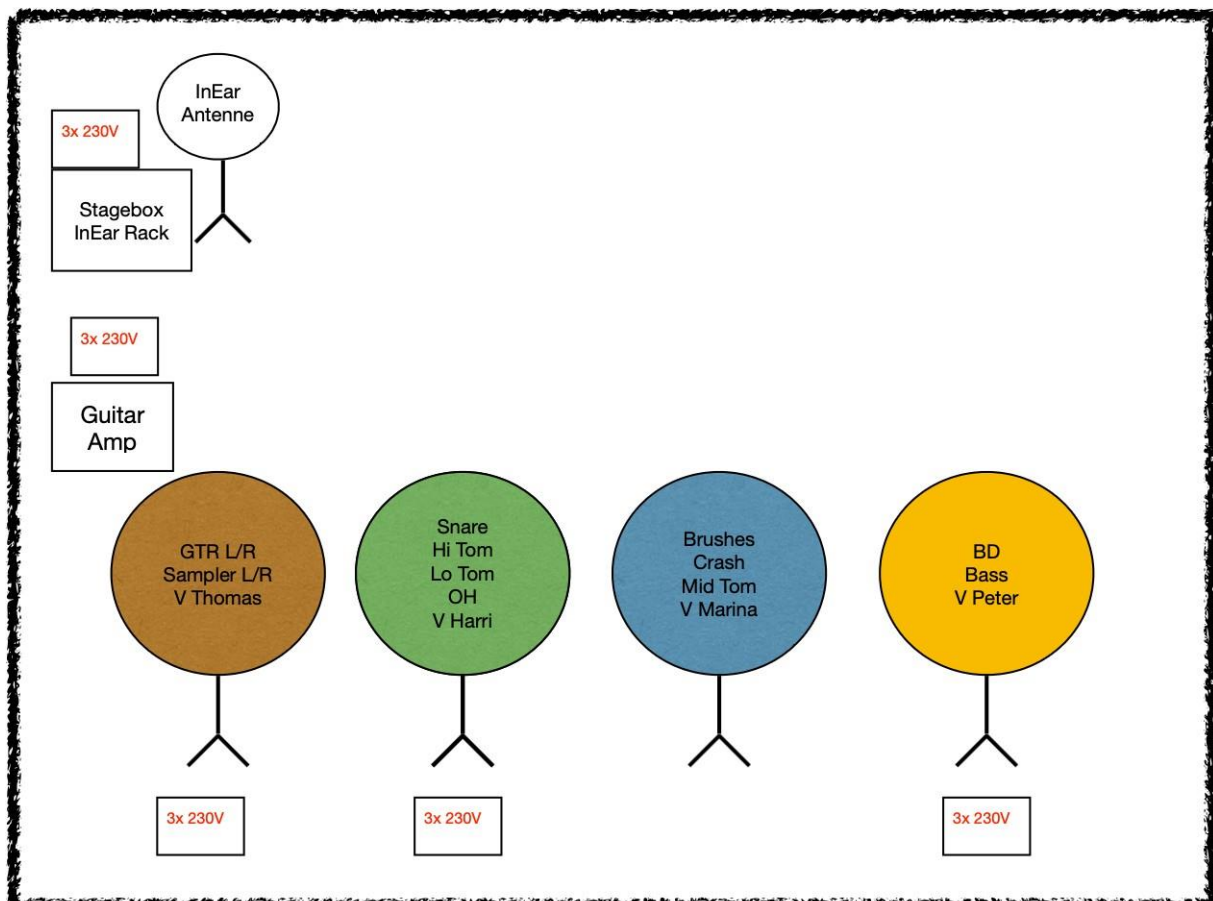 InEar
Antenne
3x 230V
Stagebox
InEar Rack
3x 230V
Guitar
Amp
GTR L/R
Sampler L/R
V Thomas
Snare
Hi Tom
Lo Tom
OH
V Harri
Brushes
Crash
Mid Tom
V Marina
BD
Bass
V Peter
3x 230V
3x 230V
3x 230V